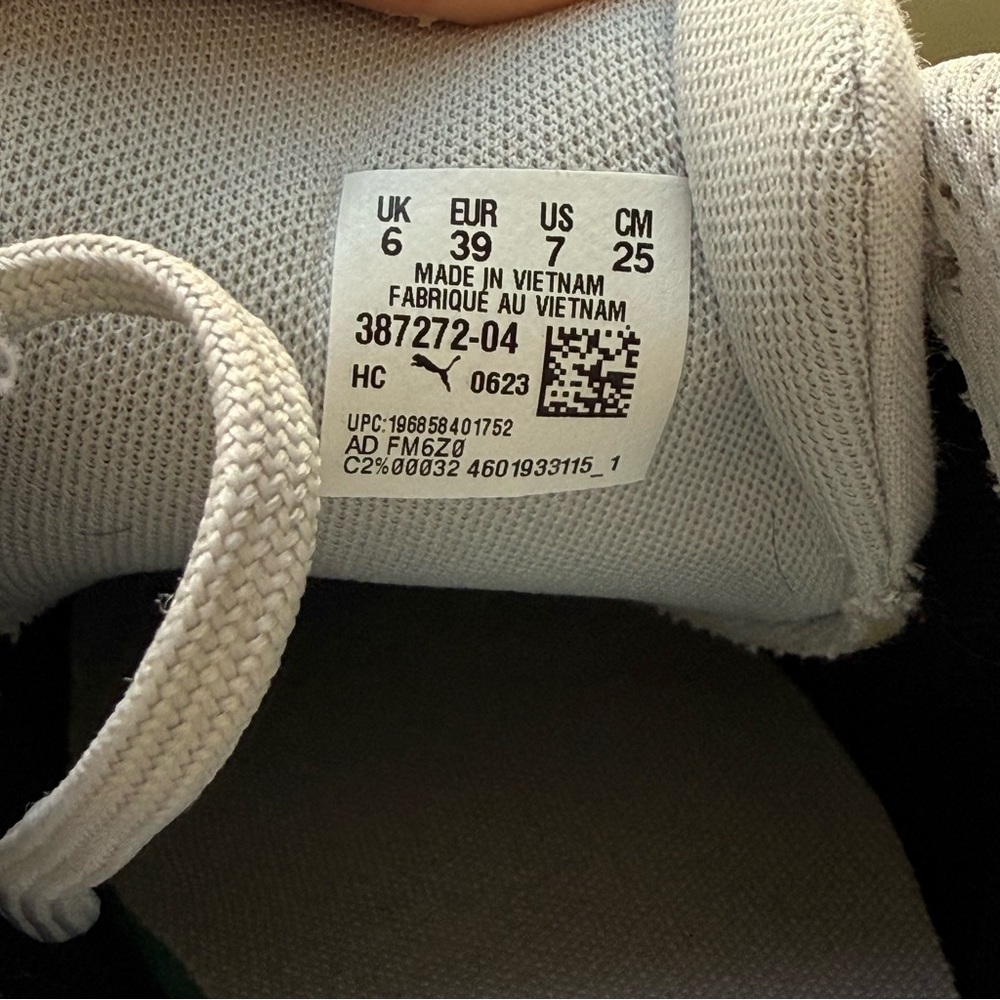 UK EUR US CM
6 39 7 25
MADE IN VIETNAM
FABRIQUÉ AU VIETNAM
387272-04
HC 0623
UPC:196858401752
AD FM6Z0
C2%00032 4601933115_1